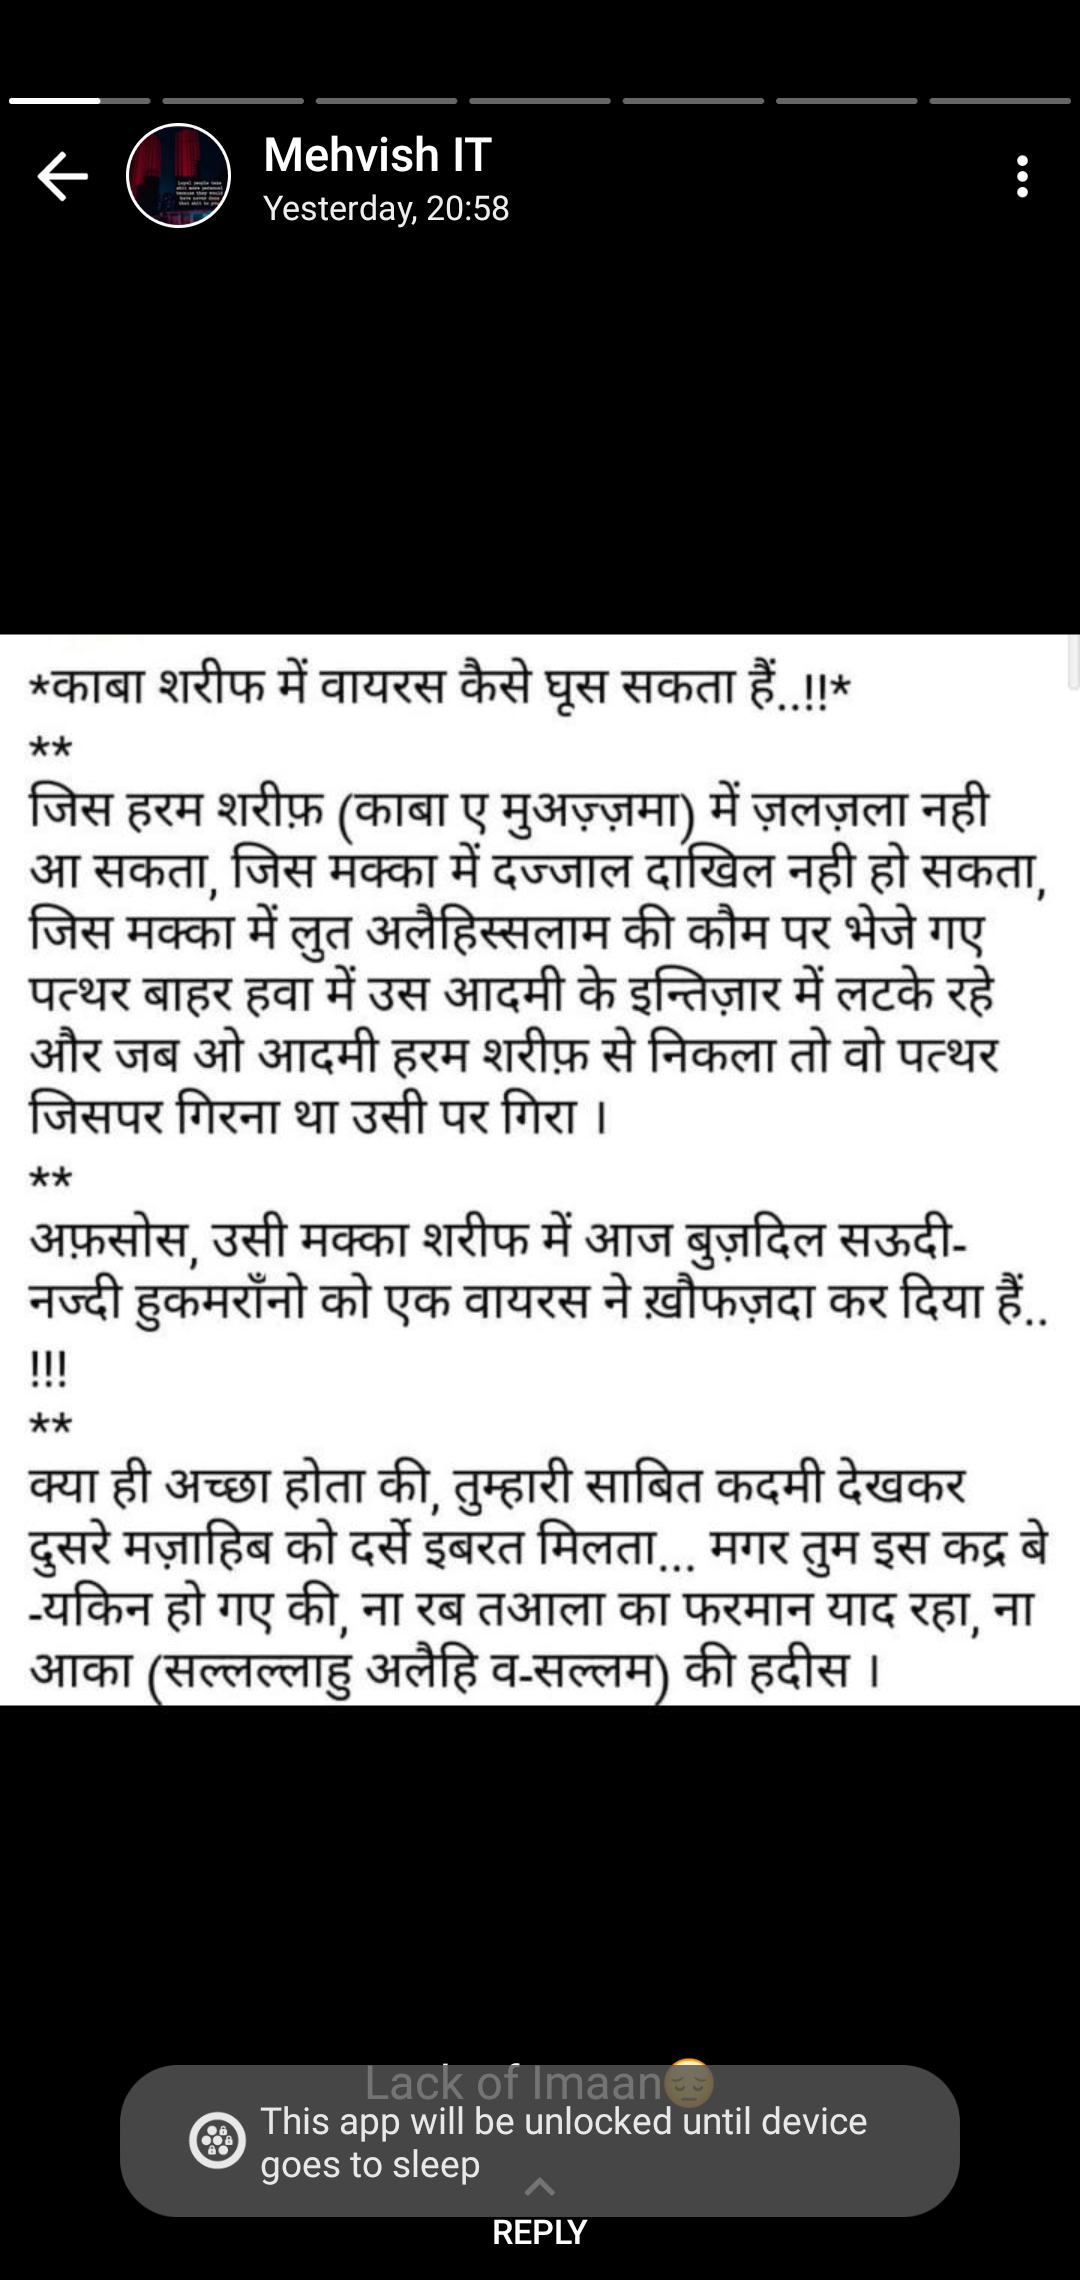 Mehvish IT
Yesterday, 20:58
*काबा शरीफ में वायरस कैसे घूस सकता हैं..!!*
**
जिस हरम शरीफ़ (काबा ए मुअज़्ज़मा) में ज़लज़ला नही
आ सकता, जिस मक्का में दज्जाल दाखिल नही हो सकता,
जिस मक्का में लुत अलैहिस्सलाम की कौम पर भेजे गए
पत्थर बाहर हवा में उस आदमी के इन्तिज़ार में लटके रहे
और जब ओ आदमी हरम शरीफ़ से निकला तो वो पत्थर
जिसपर गिरना था उसी पर गिरा ।
**
अफ़सोस, उसी मक्का शरीफ में आज बुज़दिल सऊदी-
नज्दी हुकमराँनो को एक वायरस ने ख़ौफज़दा कर दिया हैं..
!!!
**
क्या ही अच्छा होता की, तुम्हारी साबित कदमी देखकर
दुसरे मज़ाहिब को दर्से इबरत मिलता... मगर तुम इस कद्र बे
-यकिन हो गए की, ना रब तआला का फरमान याद रहा, ना
आका (सल्लल्लाहु अलैहि व-सल्लम) की हदीस ।
Lack of Imaan😔
This app will be unlocked until device
goes to sleep
REPLY